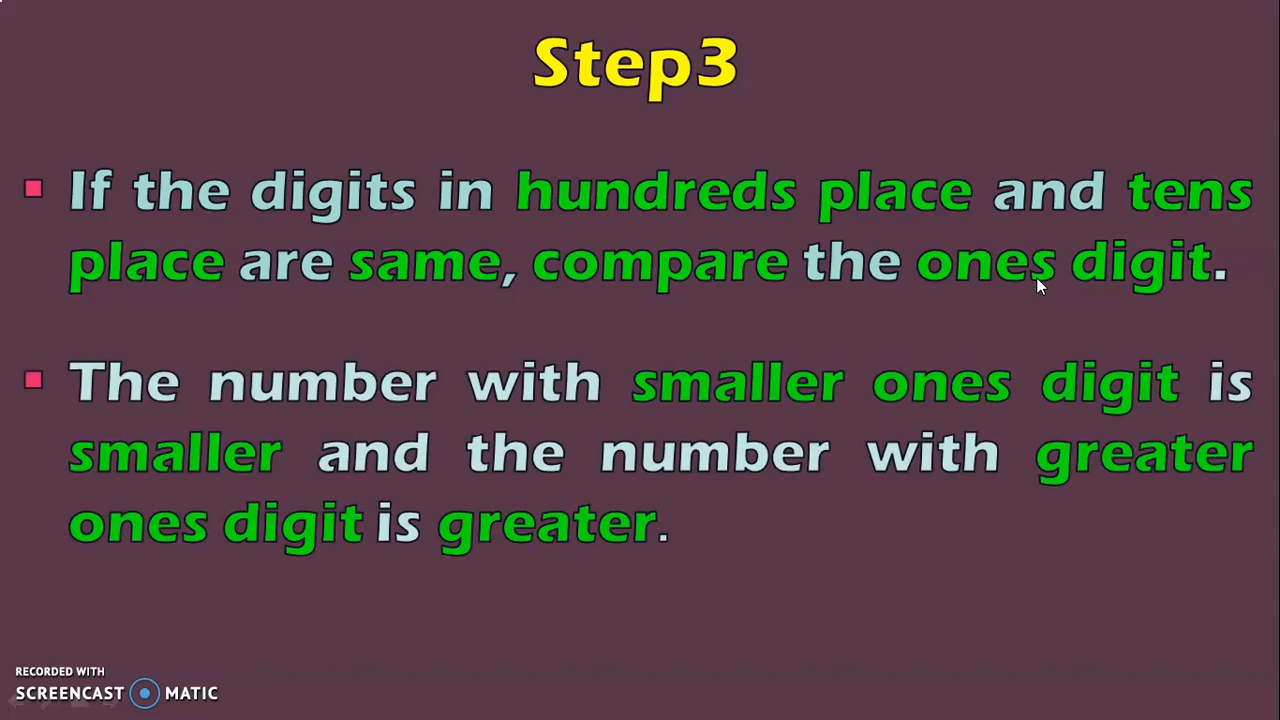 Step3
If the digits in hundreds place and tens
place are same, compare the ones digit.
The number with smaller ones digit is
smaller and the number with greater
ones digit is greater.
RECORDED WITH
SCREENCAST MATIC